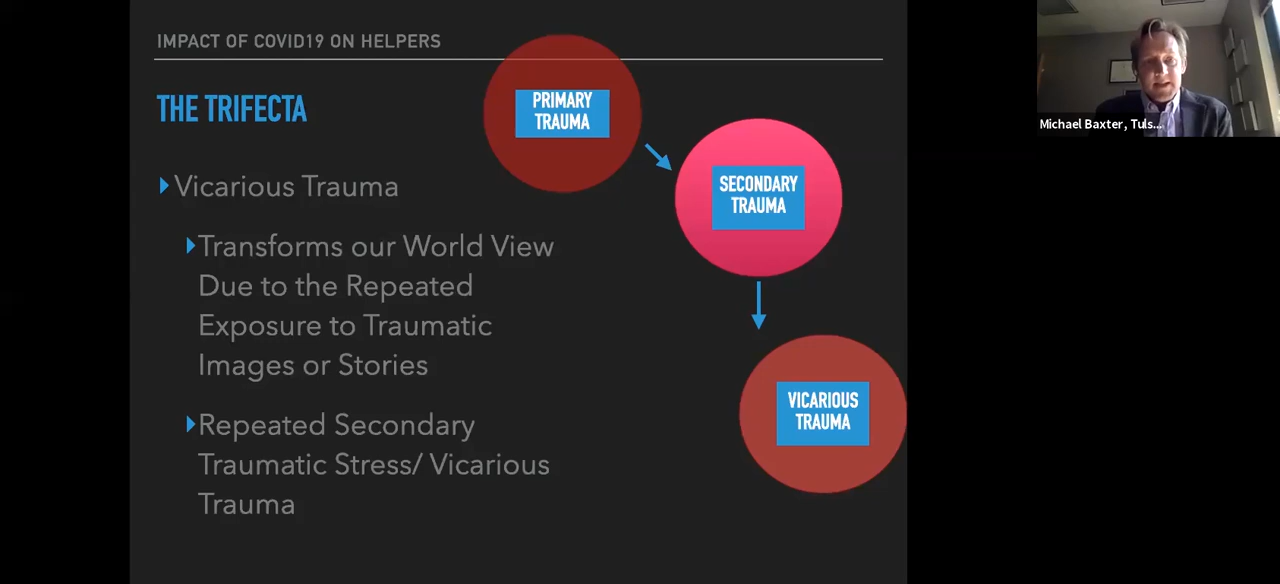 IMPACT OF COVID19 ON HELPERS
THE TRIFECTA
Vicarious Trauma
Transforms our World View
Due to the Repeated
Exposure to Traumatic
Images or Stories
Repeated Secondary
Traumatic Stress/ Vicarious
Trauma
PRIMARY
TRAUMA
SECONDARY
TRAUMA
VICARIOUS
TRAUMA
Michael Baxter, Tuls...